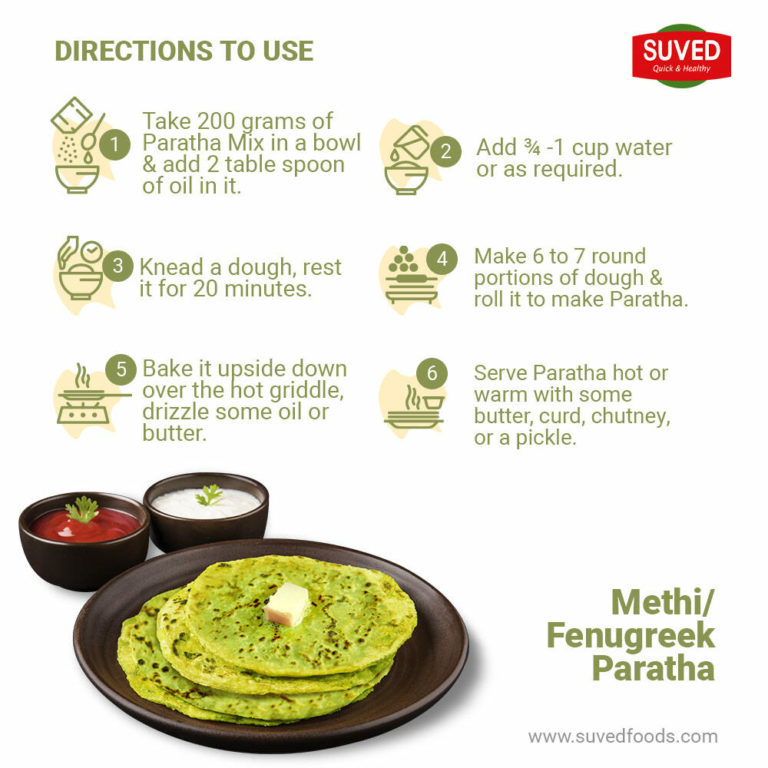 DIRECTIONS TO USE
SUVED
Quick & Healthy
1
Take 200 grams of
Paratha Mix in a bowl
& add 2 table spoon
of oil in it.
2
Add ¾ -1 cup water
or as required.
3
Knead a dough, rest
it for 20 minutes.
4
Make 6 to 7 round
portions of dough &
roll it to make Paratha.
5
Bake it upside down
over the hot griddle,
drizzle some oil or
butter.
6
Serve Paratha hot or
warm with some
butter, curd, chutney,
or a pickle.
Methi/
Fenugreek
Paratha
www.suvedfoods.com